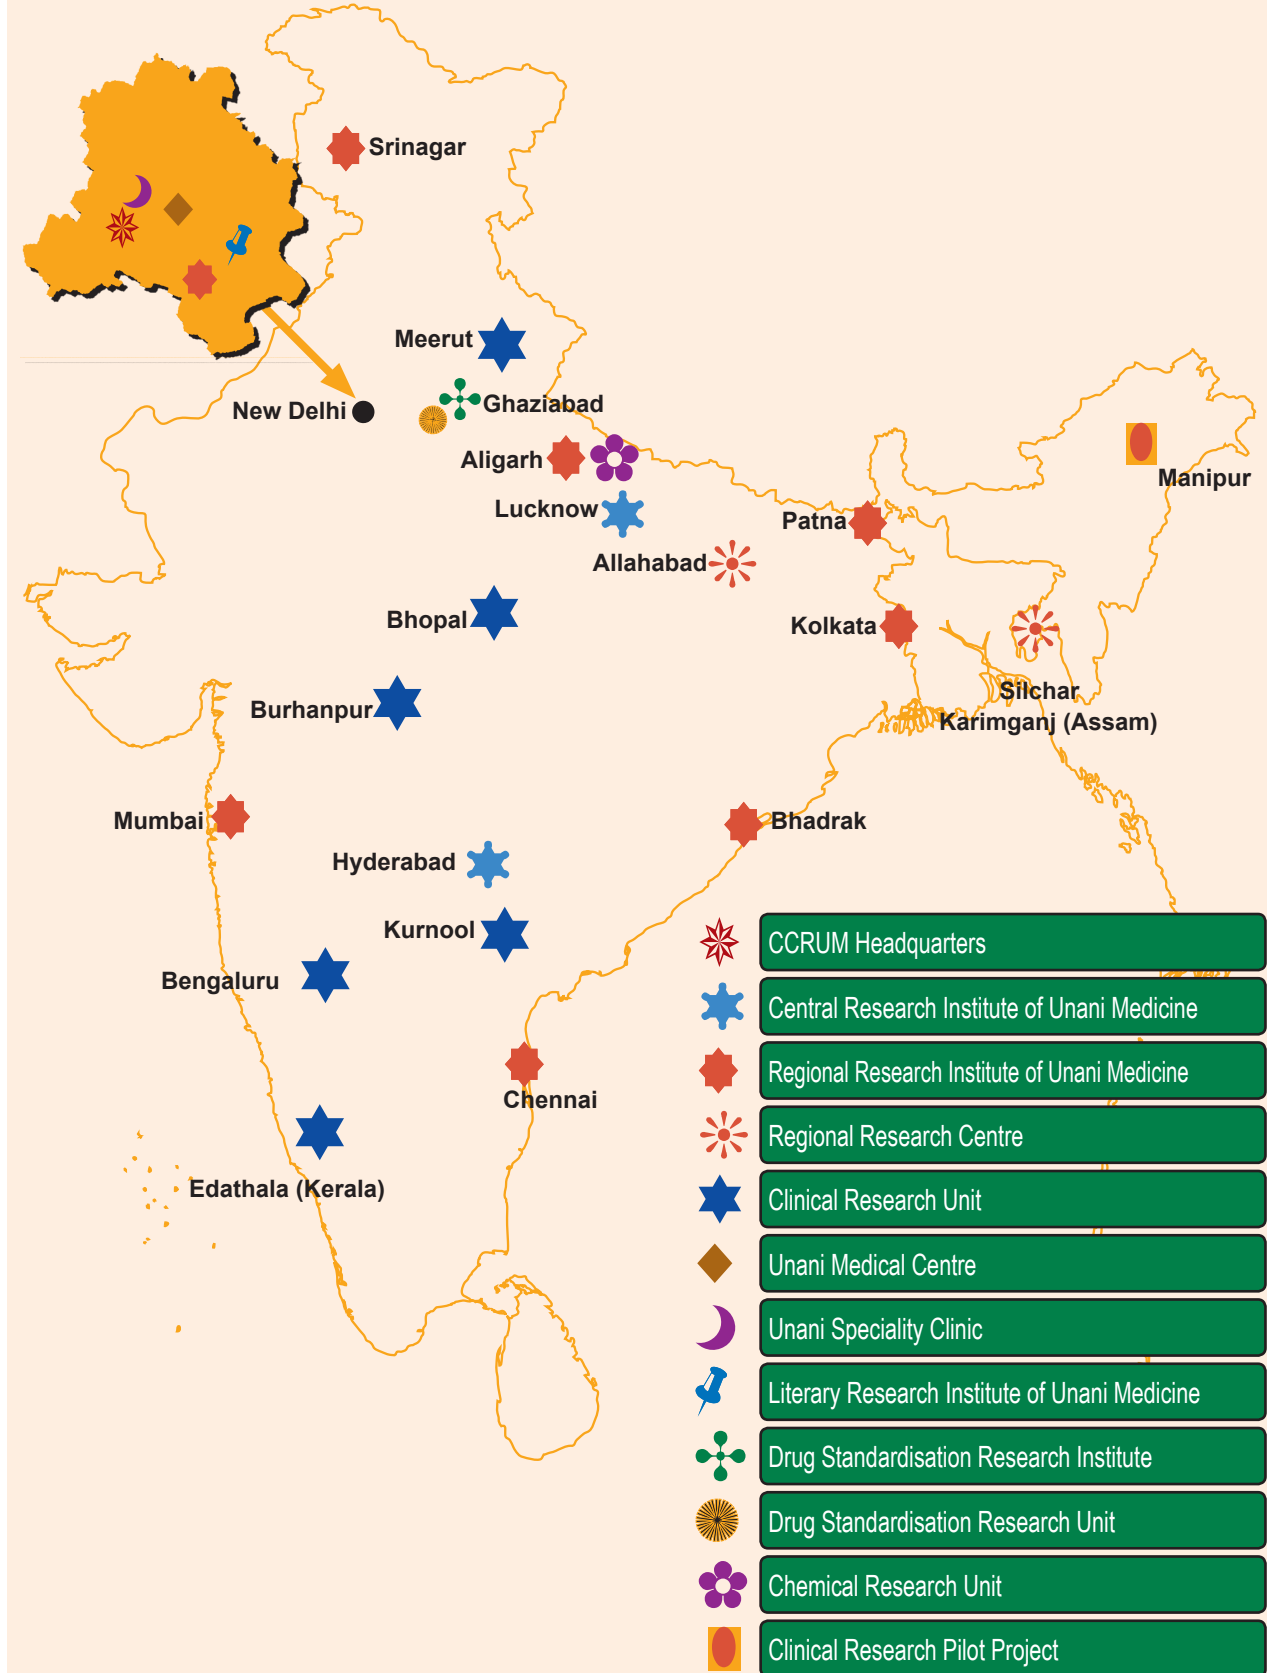 Srinagar
Meerut
New Delhi
Ghaziabad
Aligarh
Lucknow
Patna
Manipur
Allahabad
Bhopal
Kolkata
Silchar
Karimganj (Assam)
Burhanpur
Mumbai
Bhadrak
Hyderabad
Kurnool
Bengaluru
Chennai
Edathala (Kerala)
CCRUM Headquarters
Central Research Institute of Unani Medicine
Regional Research Institute of Unani Medicine
Regional Research Centre
Clinical Research Unit
Unani Medical Centre
Unani Speciality Clinic
Literary Research Institute of Unani Medicine
Drug Standardisation Research Institute
Drug Standardisation Research Unit
Chemical Research Unit
Clinical Research Pilot Project